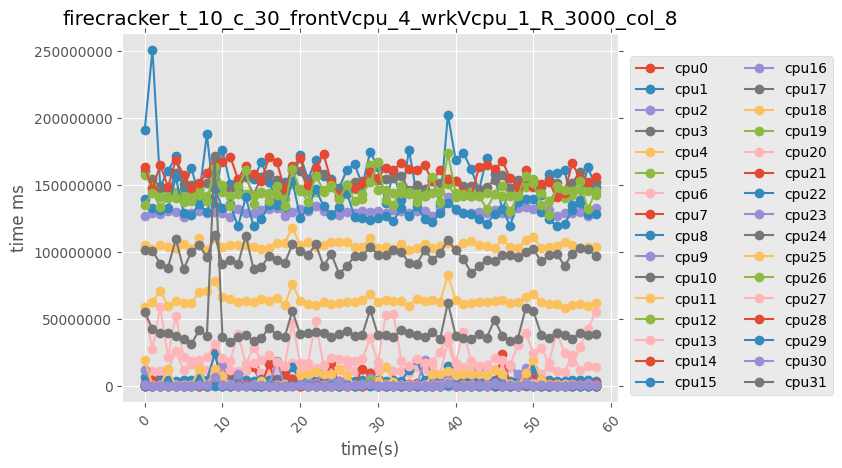 firecracker_t_10_c_30_frontVcpu_4_wrkVcpu_1_R_3000_col_8
time ms
250000000
200000000
150000000
100000000
50000000
0
0
10
20
30
40
50
60
time(s)
cpu0
cpu1
cpu2
cpu3
cpu4
cpu5
cpu6
cpu7
cpu8
cpu9
cpu10
cpu11
cpu12
cpu13
cpu14
cpu15
cpu16
cpu17
cpu18
cpu19
cpu20
cpu21
cpu22
cpu23
cpu24
cpu25
cpu26
cpu27
cpu28
cpu29
cpu30
cpu31